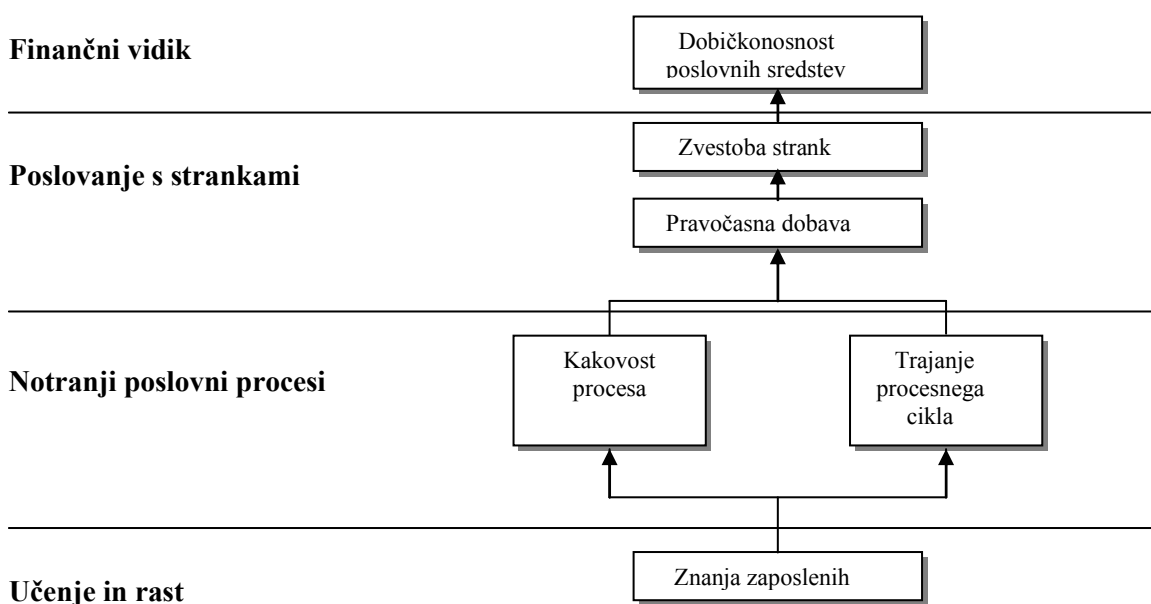 Finančni vidik
Dobičkonosnost
poslovnih sredstev
Poslovanje s strankami
Zvestoba strank
Pravočasna dobava
Notranji poslovni procesi
Kakovost
procesa
Trajanje
procesnega
cikla
Učenje in rast
Znanja zaposlenih